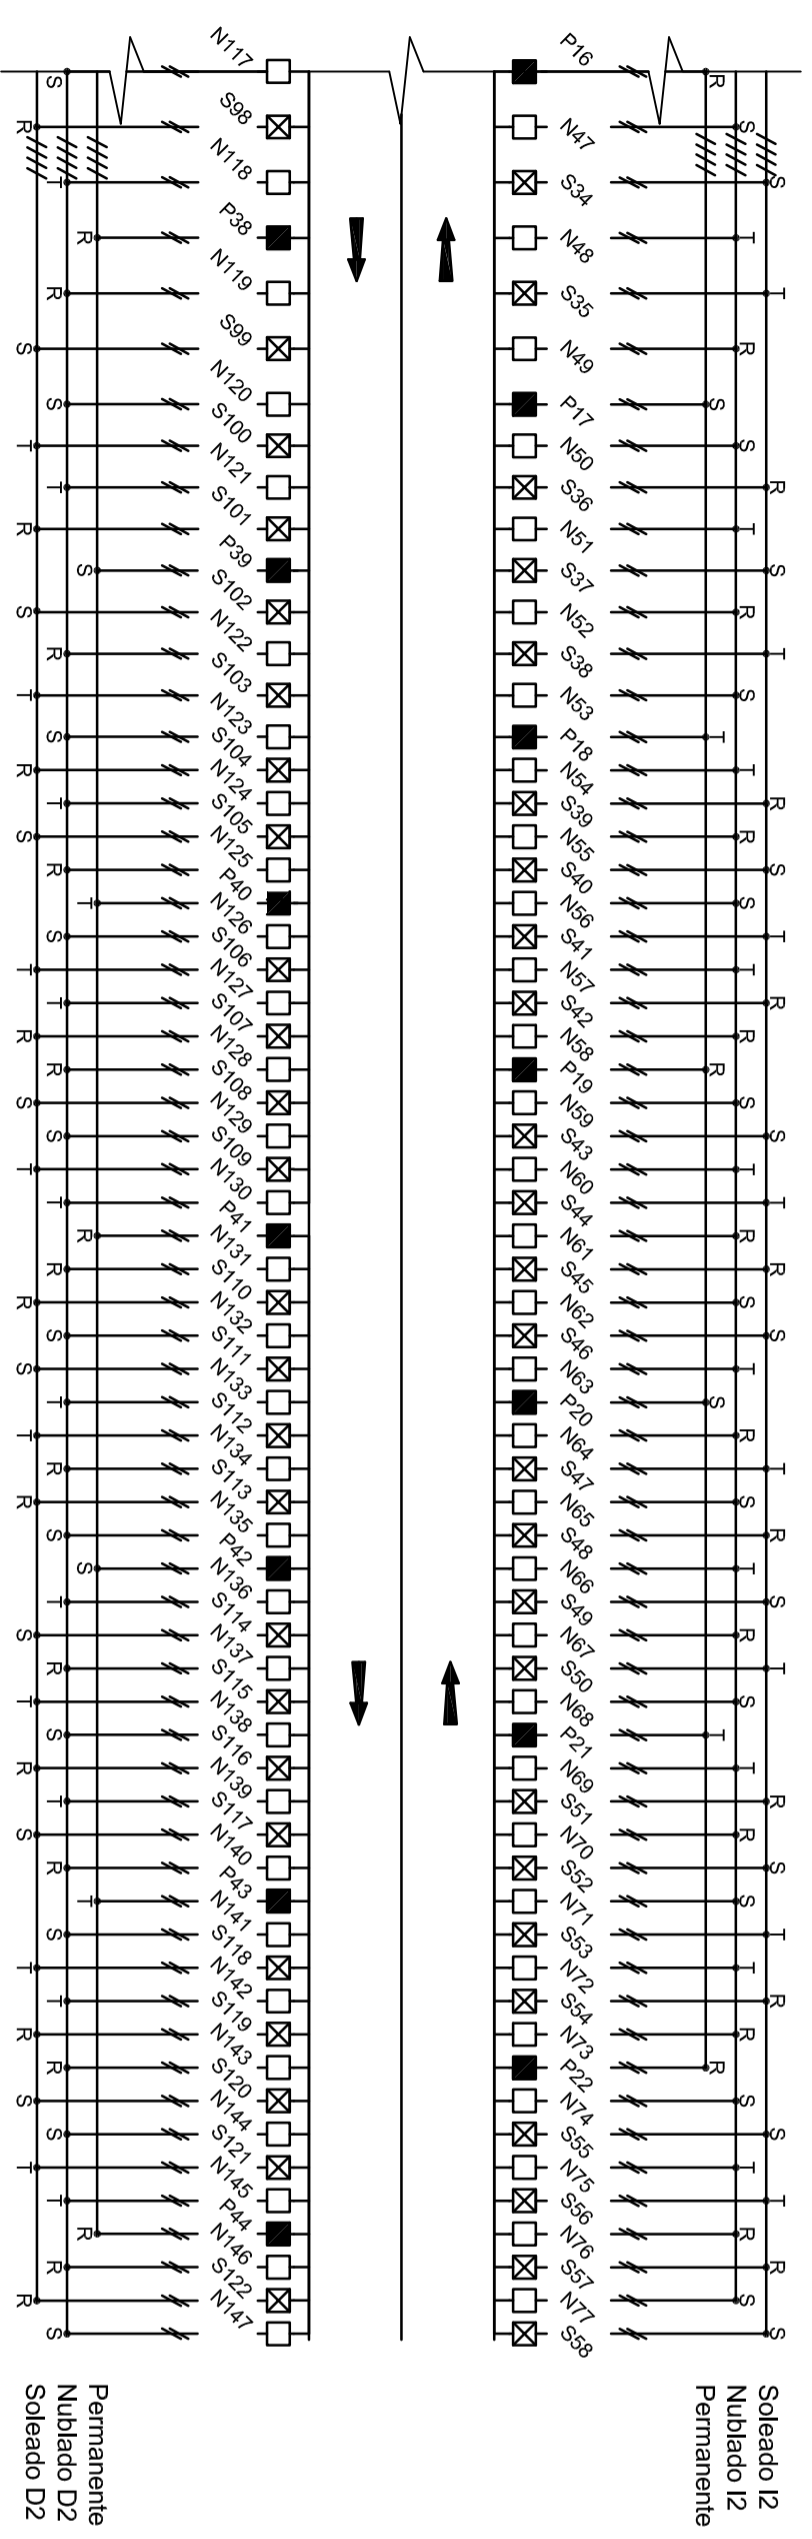 S T R S T R S T R S T R S T R S T R S T R S T R S Soleado I2
S T R S T R S T R S T R S T R S T R S T R S T R S T R S T R S Nublado I2
R S T R S T R Permanente
P16 N47 S34 N48 S35 N49 P17 N50 S36 N51 S37 N52 S38 N53 P18 N54 S39 N55 S40 N56 S41 N57 S42 N58 P19 N59 S43 N60 S44 N61 S45 N62 S46 N63 P20 N64 S47 N65 S48 N66 S49 N67 S50 N68 P21 N69 S51 N70 S52 N71 S53 N72 S54 N73 P22 N74 S55 N75 S56 N76 S57 N77 S58
N117 S98 N118 P38 N119 S99 N120 S100 N121 S101 P39 S102 N122 S103 N123 S104 N124 S105 N125 P40 N126 S106 N127 S107 N128 S108 N129 S109 N130 P41 N131 S110 N132 S111 N133 S112 N134 S113 N135 P42 N136 S114 N137 S115 N138 S116 N139 S117 N140 P43 N141 S118 N142 S119 N143 S120 N144 S121 N145 P44 N146 S122 N147
R S T R S T R Permanente
S T R S T R S T R S T R S T R S T R S T R S T R S T R S T R S Nublado D2
R S T R S T R S T R S T R S T R S T R S T R S T R Soleado D2